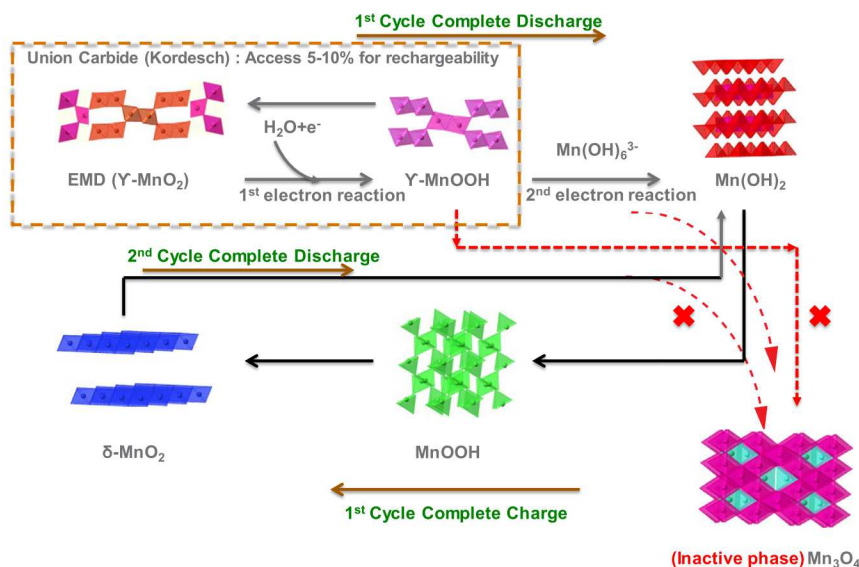 1st Cycle Complete Discharge
Union Carbide (Kordesch) : Access 5-10% for rechargeability
H2O+e-
EMD (ϒ-MnO2)
1st electron reaction
ϒ-MnOOH
Mn(OH)6 3-
2nd electron reaction
Mn(OH)2
2nd Cycle Complete Discharge
δ-MnO2
MnOOH
1st Cycle Complete Charge
(Inactive phase) Mn3O4